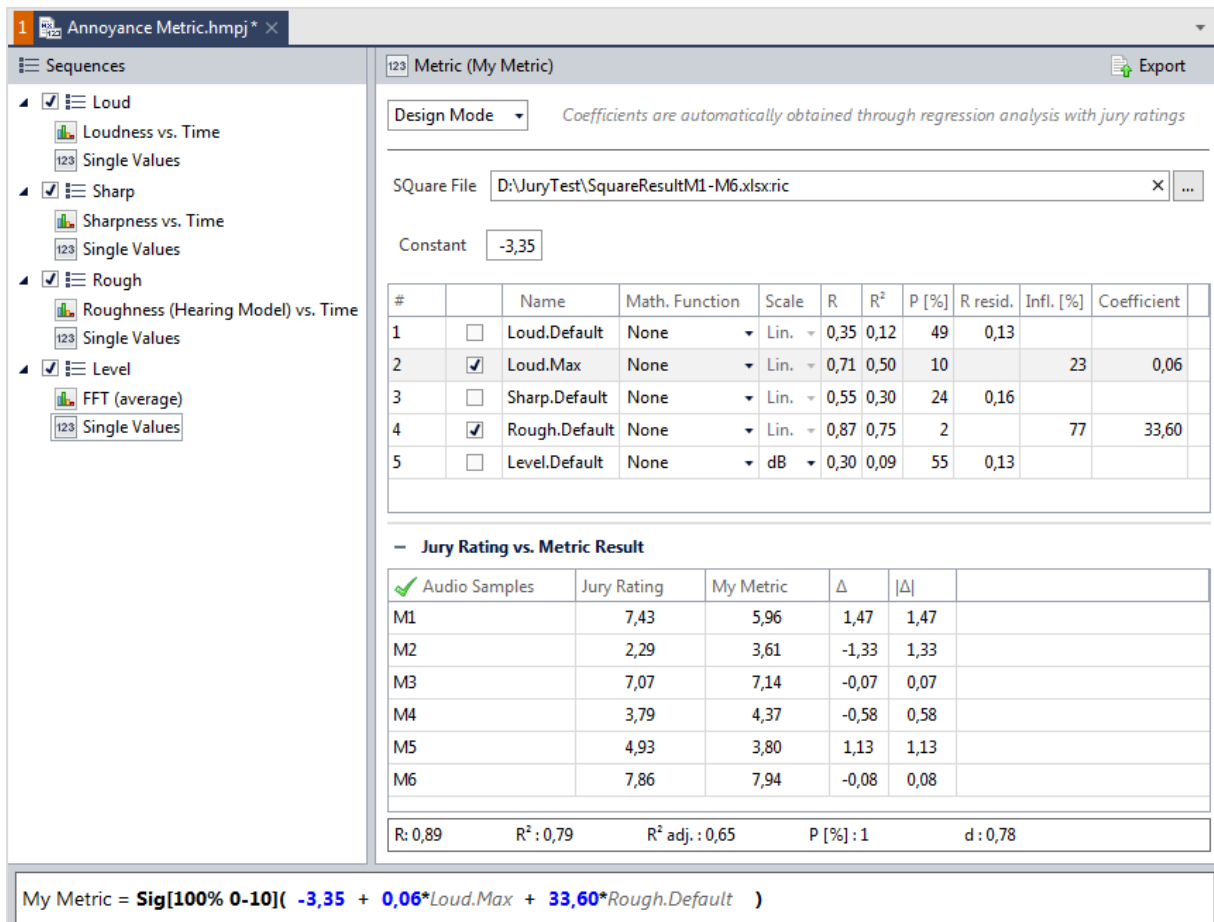 1 Annoyance Metric.hmpj*
Sequences
Loud
Loudness vs. Time
123 Single Values
Sharp
Sharpness vs. Time
123 Single Values
Rough
Roughness (Hearing Model) vs. Time
123 Single Values
Level
FFT (average)
123 Single Values
123 Metric (My Metric) Export
Design Mode Coefficients are automatically obtained through regression analysis with jury ratings
SQuare File D:\JuryTest\SquareResultM1-M6.xlsx:ric ...
Constant -3,35
# Name Math. Function Scale R R² P [%] R resid. Infl. [%] Coefficient
1 Loud.Default None Lin. 0,35 0,12 49 0,13
2 Loud.Max None Lin. 0,71 0,50 10 23 0,06
3 Sharp.Default None Lin. 0,55 0,30 24 0,16
4 Rough.Default None Lin. 0,87 0,75 2 77 33,60
5 Level.Default None dB 0,30 0,09 55 0,13
Jury Rating vs. Metric Result
Audio Samples Jury Rating My Metric Δ |Δ|
M1 7,43 5,96 1,47 1,47
M2 2,29 3,61 -1,33 1,33
M3 7,07 7,14 -0,07 0,07
M4 3,79 4,37 -0,58 0,58
M5 4,93 3,80 1,13 1,13
M6 7,86 7,94 -0,08 0,08
R: 0,89 R² : 0,79 R² adj. : 0,65 P [%] : 1 d : 0,78
My Metric = Sig[100% 0-10]( -3,35 + 0,06*Loud.Max + 33,60*Rough.Default )